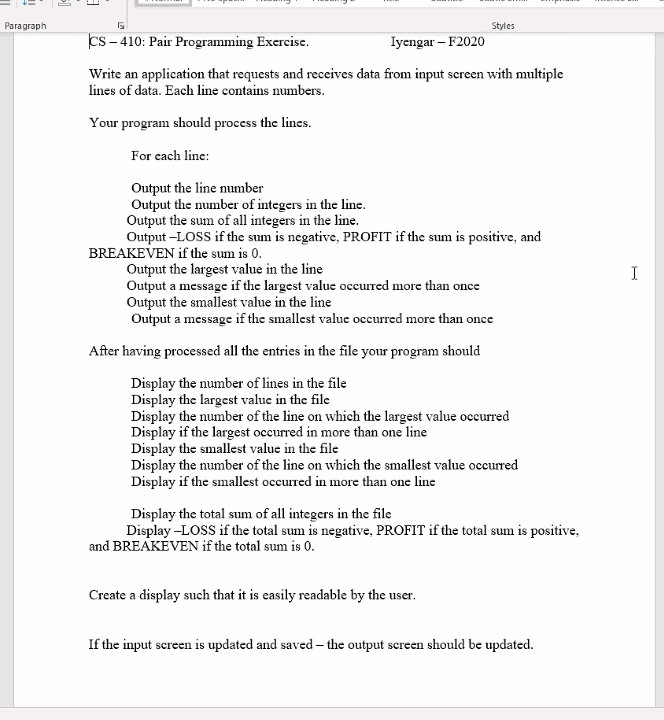 Paragraph
Styles
CS – 410: Pair Programming Exercise. Iyengar – F2020
Write an application that requests and receives data from input screen with multiple
lines of data. Each line contains numbers.
Your program should process the lines.
For each line:
Output the line number
Output the number of integers in the line.
Output the sum of all integers in the line.
Output –LOSS if the sum is negative, PROFIT if the sum is positive, and
BREAKEVEN if the sum is 0.
Output the largest value in the line
Output a message if the largest value occurred more than once
Output the smallest value in the line
Output a message if the smallest value occurred more than once
After having processed all the entries in the file your program should
Display the number of lines in the file
Display the largest value in the file
Display the number of the line on which the largest value occurred
Display if the largest occurred in more than one line
Display the smallest value in the file
Display the number of the line on which the smallest value occurred
Display if the smallest occurred in more than one line
Display the total sum of all integers in the file
Display –LOSS if the total sum is negative, PROFIT if the total sum is positive,
and BREAKEVEN if the total sum is 0.
Create a display such that it is easily readable by the user.
If the input screen is updated and saved – the output screen should be updated.